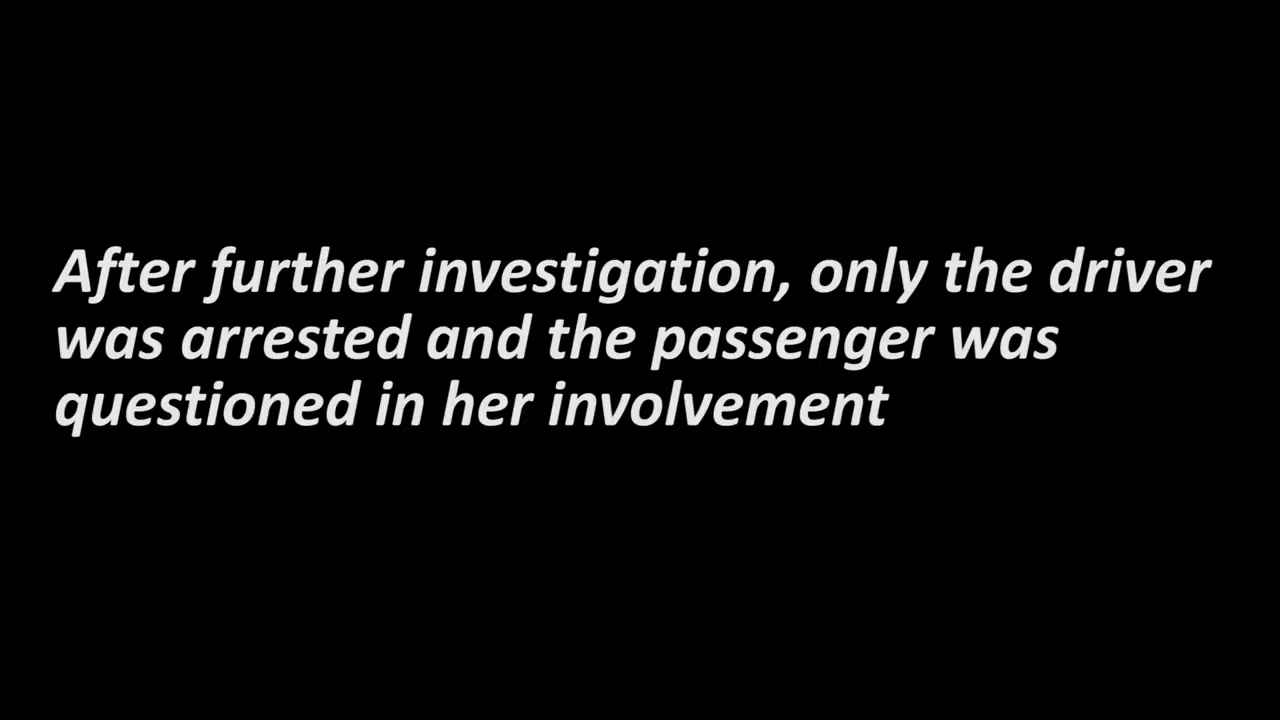 After further investigation, only the driver
was arrested and the passenger was
questioned in her involvement